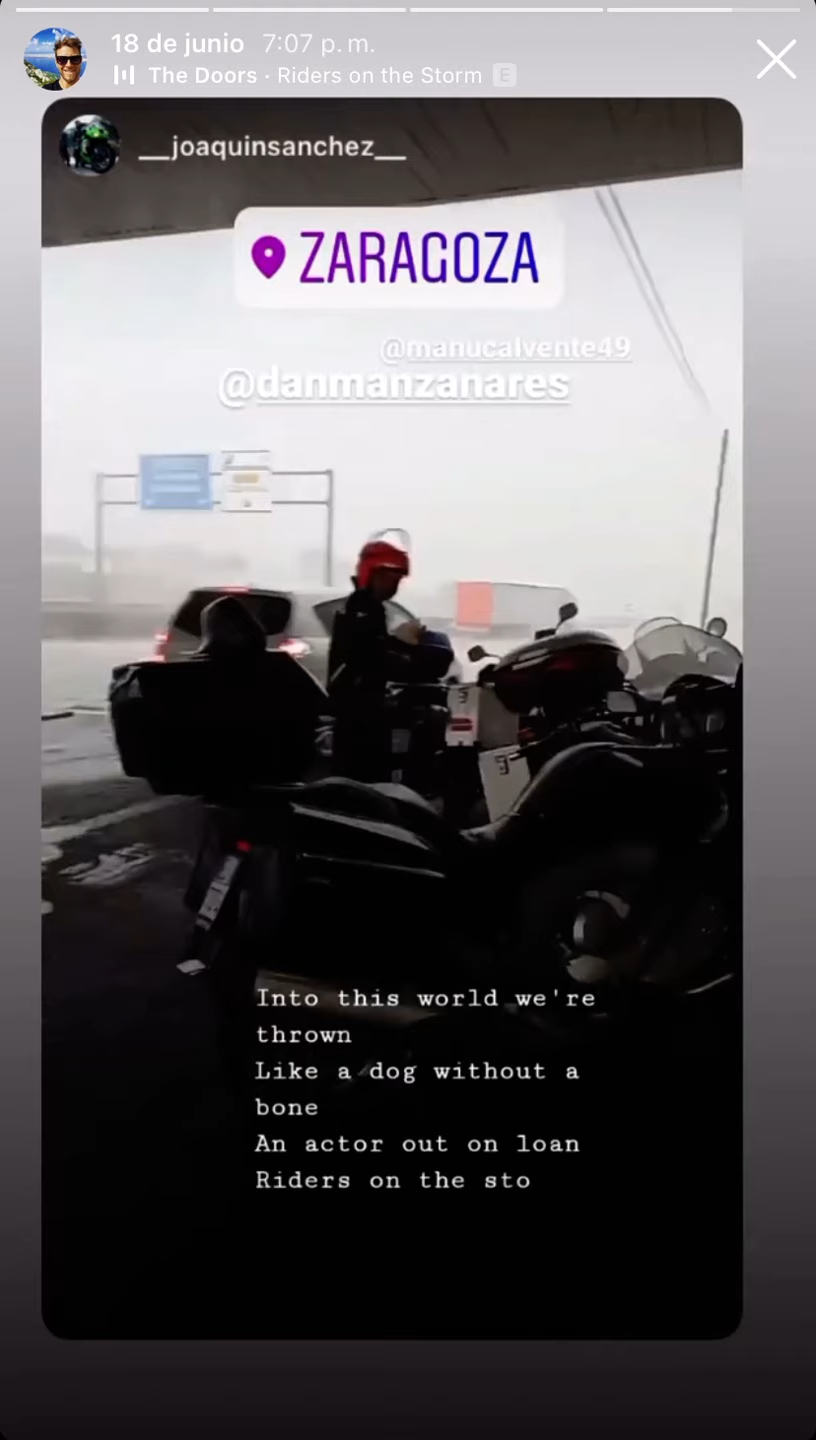 18 de junio 7:07 p. m.
The Doors · Riders on the Storm E
__joaquinsanchez__
ZARAGOZA
@manucalvente49
@danmanzanares
Into this world we're
thrown
Like a dog without a
bone
An actor out on loan
Riders on the sto